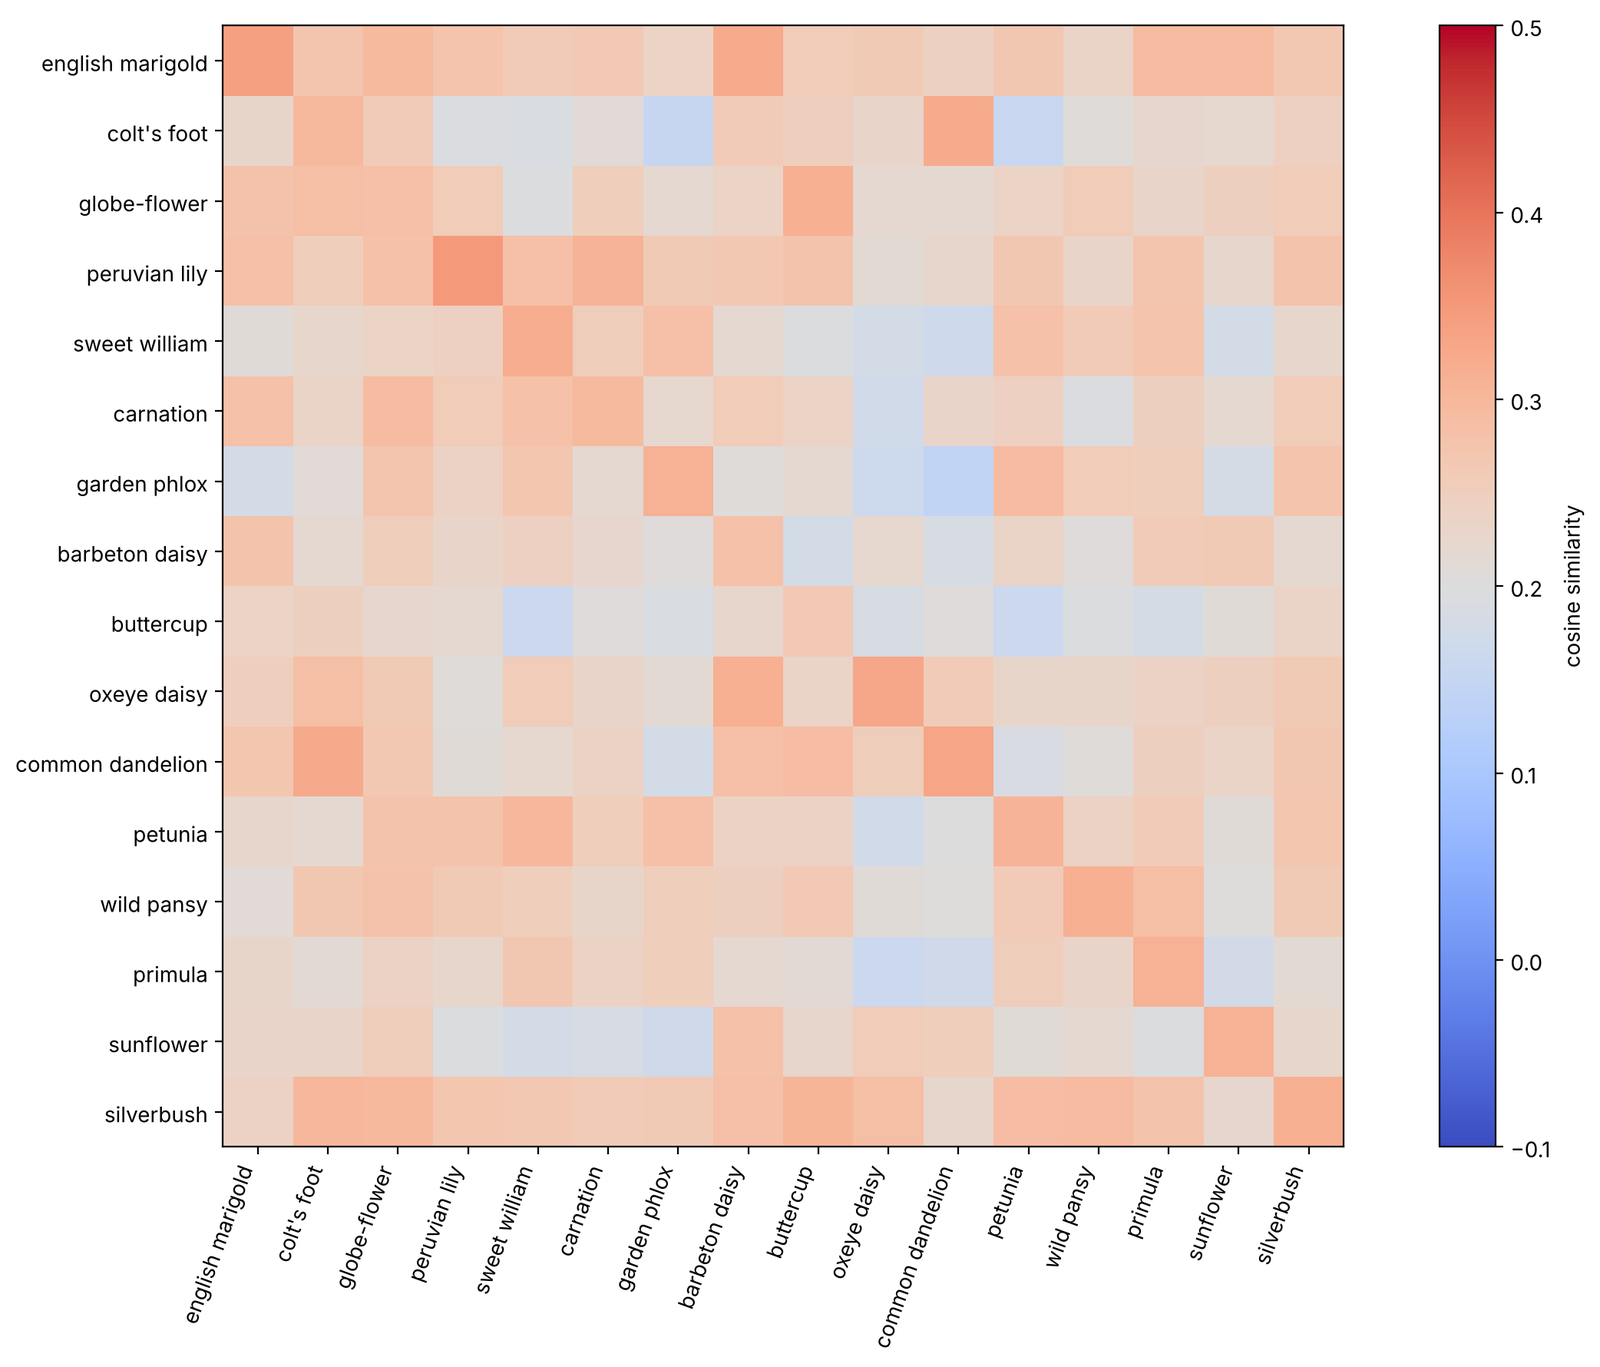 english marigold
colt's foot
globe-flower
peruvian lily
sweet william
carnation
garden phlox
barbeton daisy
buttercup
oxeye daisy
common dandelion
petunia
wild pansy
primula
sunflower
silverbush
english marigold
colt's foot
globe-flower
peruvian lily
sweet william
carnation
garden phlox
barbeton daisy
buttercup
oxeye daisy
common dandelion
petunia
wild pansy
primula
sunflower
silverbush
0.5
0.4
0.3
0.2
0.1
0.0
−0.1
cosine similarity